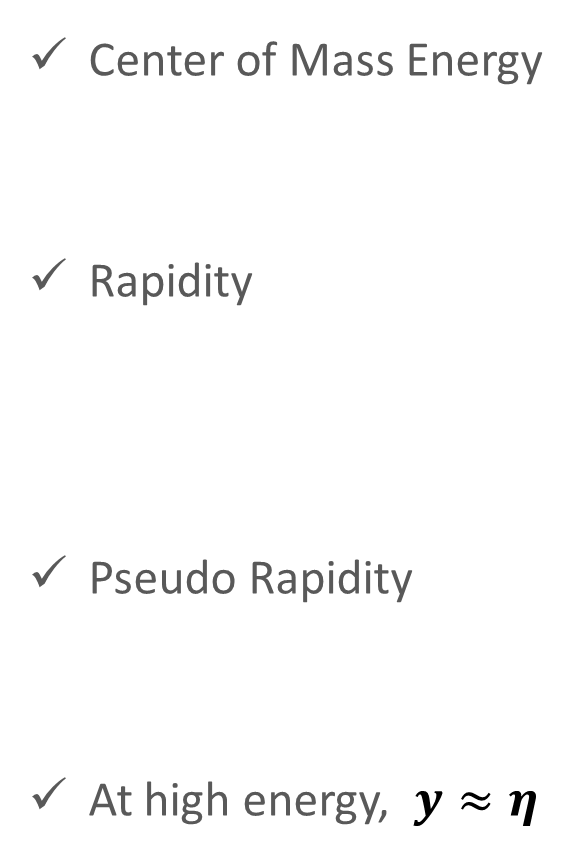 ✓ Center of Mass Energy
✓ Rapidity
✓ Pseudo Rapidity
✓ At high energy, y ≈ η